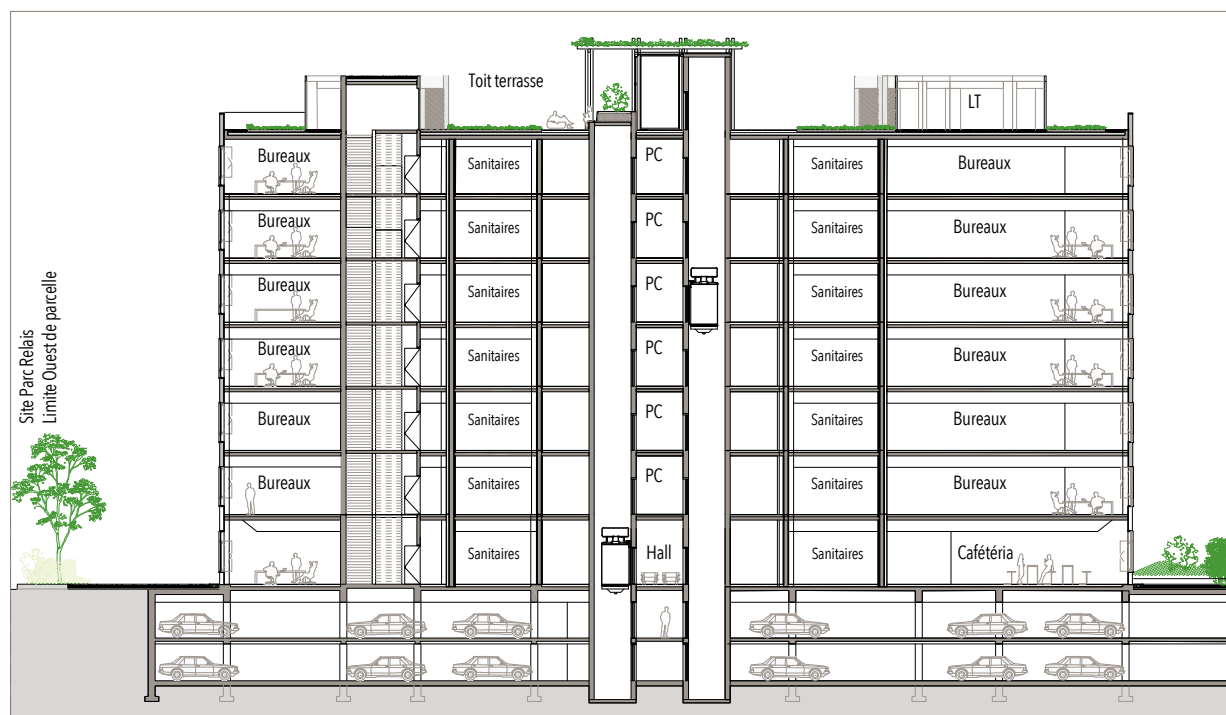 Toit terrasse
LT
Bureaux
Sanitaires
PC
Sanitaires
Bureaux
Bureaux
Sanitaires
PC
Sanitaires
Bureaux
Bureaux
Sanitaires
PC
Sanitaires
Bureaux
Bureaux
Sanitaires
PC
Sanitaires
Bureaux
Bureaux
Sanitaires
PC
Sanitaires
Bureaux
Bureaux
Sanitaires
PC
Sanitaires
Bureaux
Sanitaires
Hall
Sanitaires
Cafétéria
Site Parc Relais
Limite Ouest de parcelle